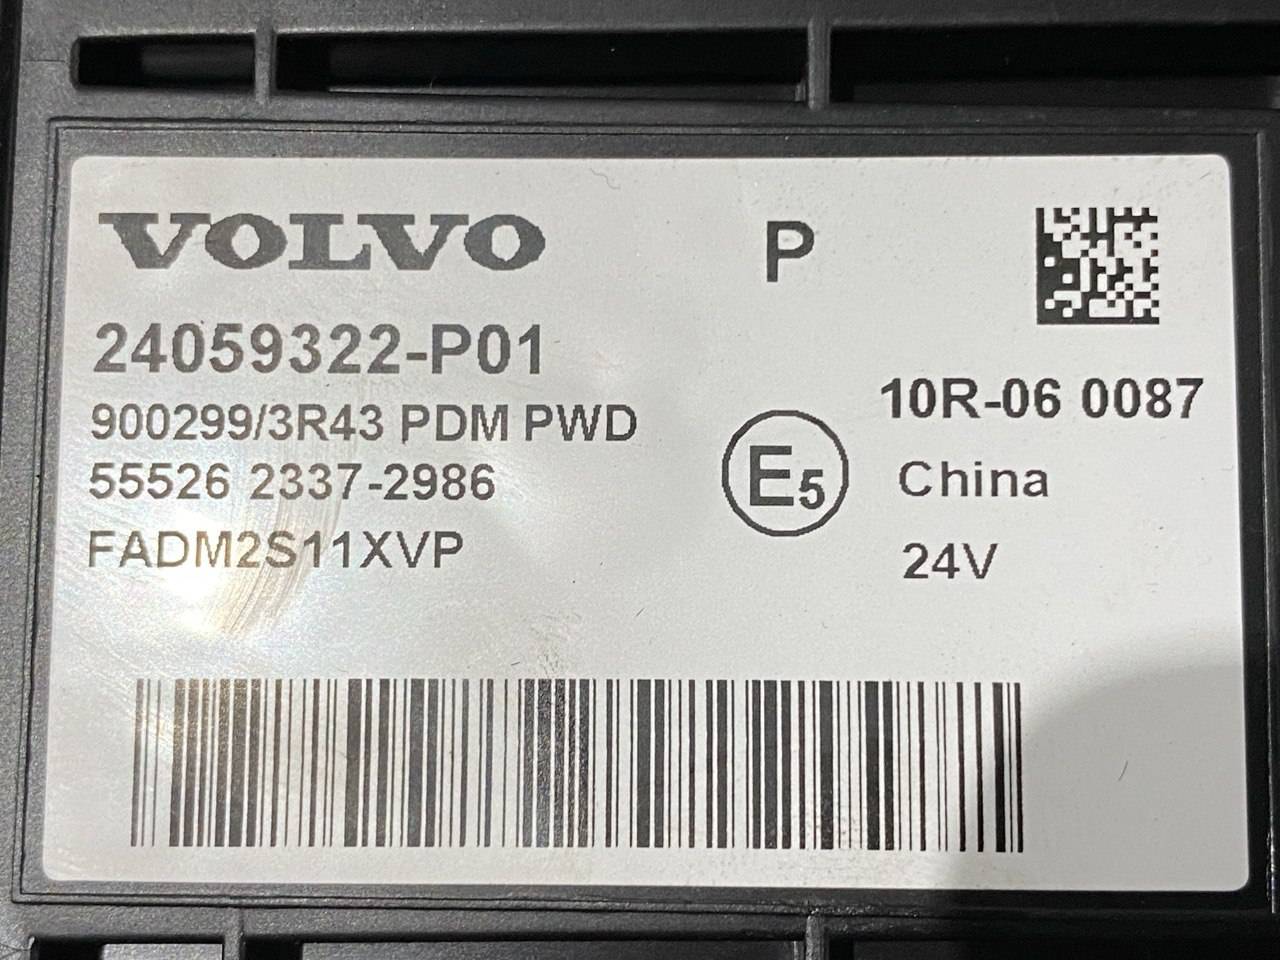 VOLVO
P
24059322-P01
900299/3R43 PDM PWD
55526 2337-2986
FADM2S11XVP
10R-06 0087
E5
China
24V